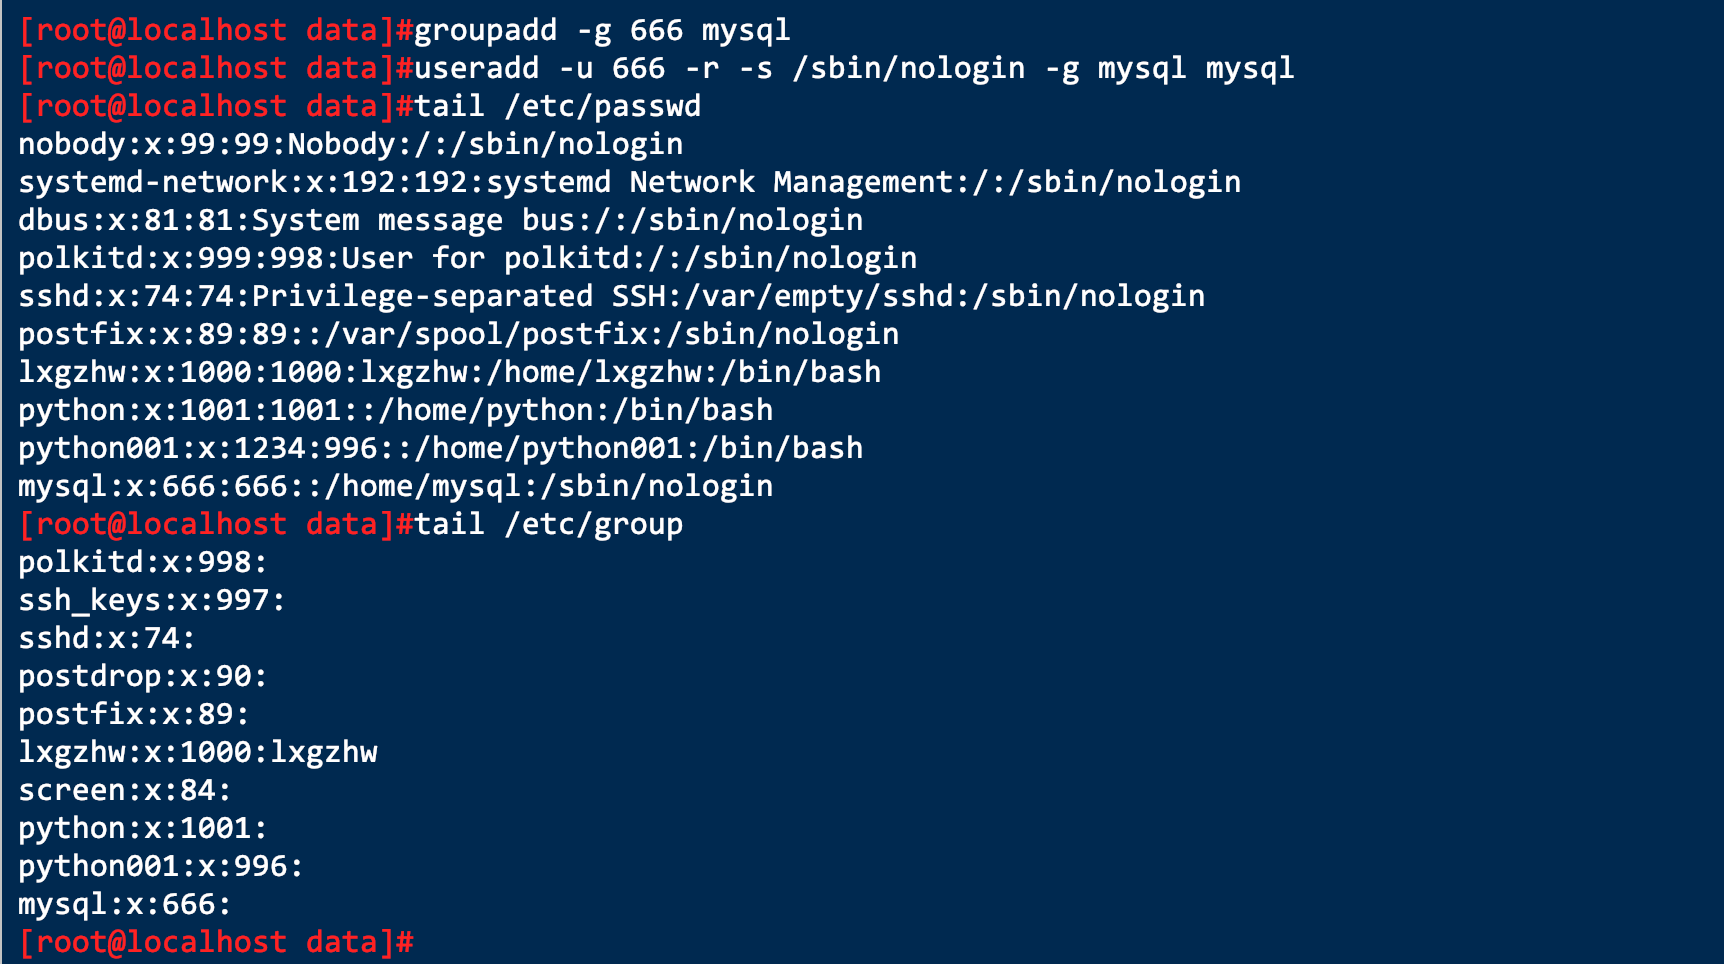 [root@localhost data]#groupadd -g 666 mysql
[root@localhost data]#useradd -u 666 -r -s /sbin/nologin -g mysql mysql
[root@localhost data]#tail /etc/passwd
nobody:x:99:99:Nobody:/:/sbin/nologin
systemd-network:x:192:192:systemd Network Management:/:/sbin/nologin
dbus:x:81:81:System message bus:/:/sbin/nologin
polkitd:x:999:998:User for polkitd:/:/sbin/nologin
sshd:x:74:74:Privilege-separated SSH:/var/empty/sshd:/sbin/nologin
postfix:x:89:89::/var/spool/postfix:/sbin/nologin
lxgzhw:x:1000:1000:lxgzhw:/home/lxgzhw:/bin/bash
python:x:1001:1001::/home/python:/bin/bash
python001:x:1234:996::/home/python001:/bin/bash
mysql:x:666:666::/home/mysql:/sbin/nologin
[root@localhost data]#tail /etc/group
polkitd:x:998:
ssh_keys:x:997:
sshd:x:74:
postdrop:x:90:
postfix:x:89:
lxgzhw:x:1000:lxgzhw
screen:x:84:
python:x:1001:
python001:x:996:
mysql:x:666:
[root@localhost data]#